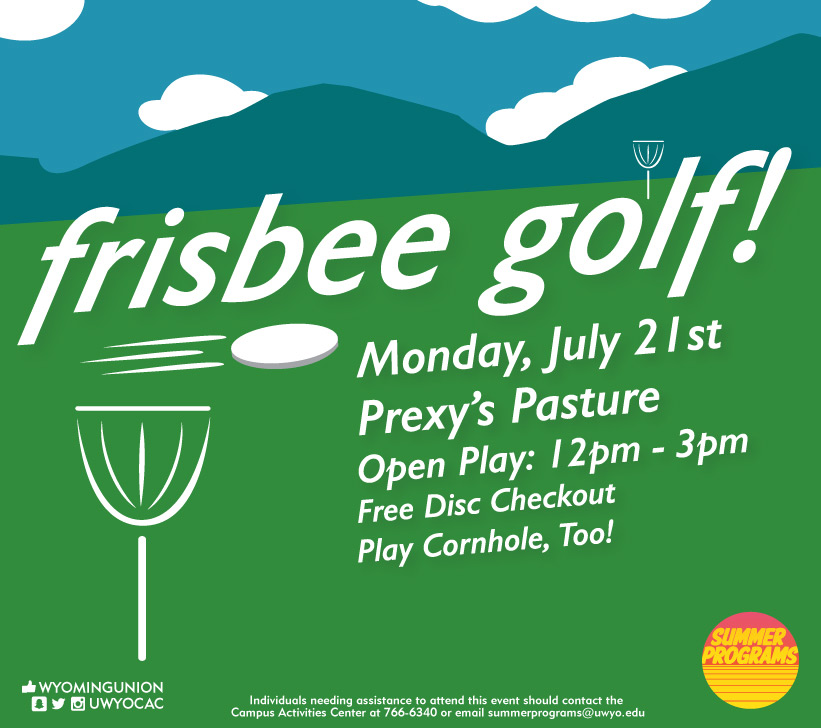 frisbee golf!
Monday, July 21st
Prexy's Pasture
Open Play: 12pm - 3pm
Free Disc Checkout
Play Cornhole, Too!
SUMMER
PROGRAMS
WYOMINGUNION
UWYOCAC
Individuals needing assistance to attend this event should contact the
Campus Activities Center at 766-6340 or email summerprograms@uwyo.edu